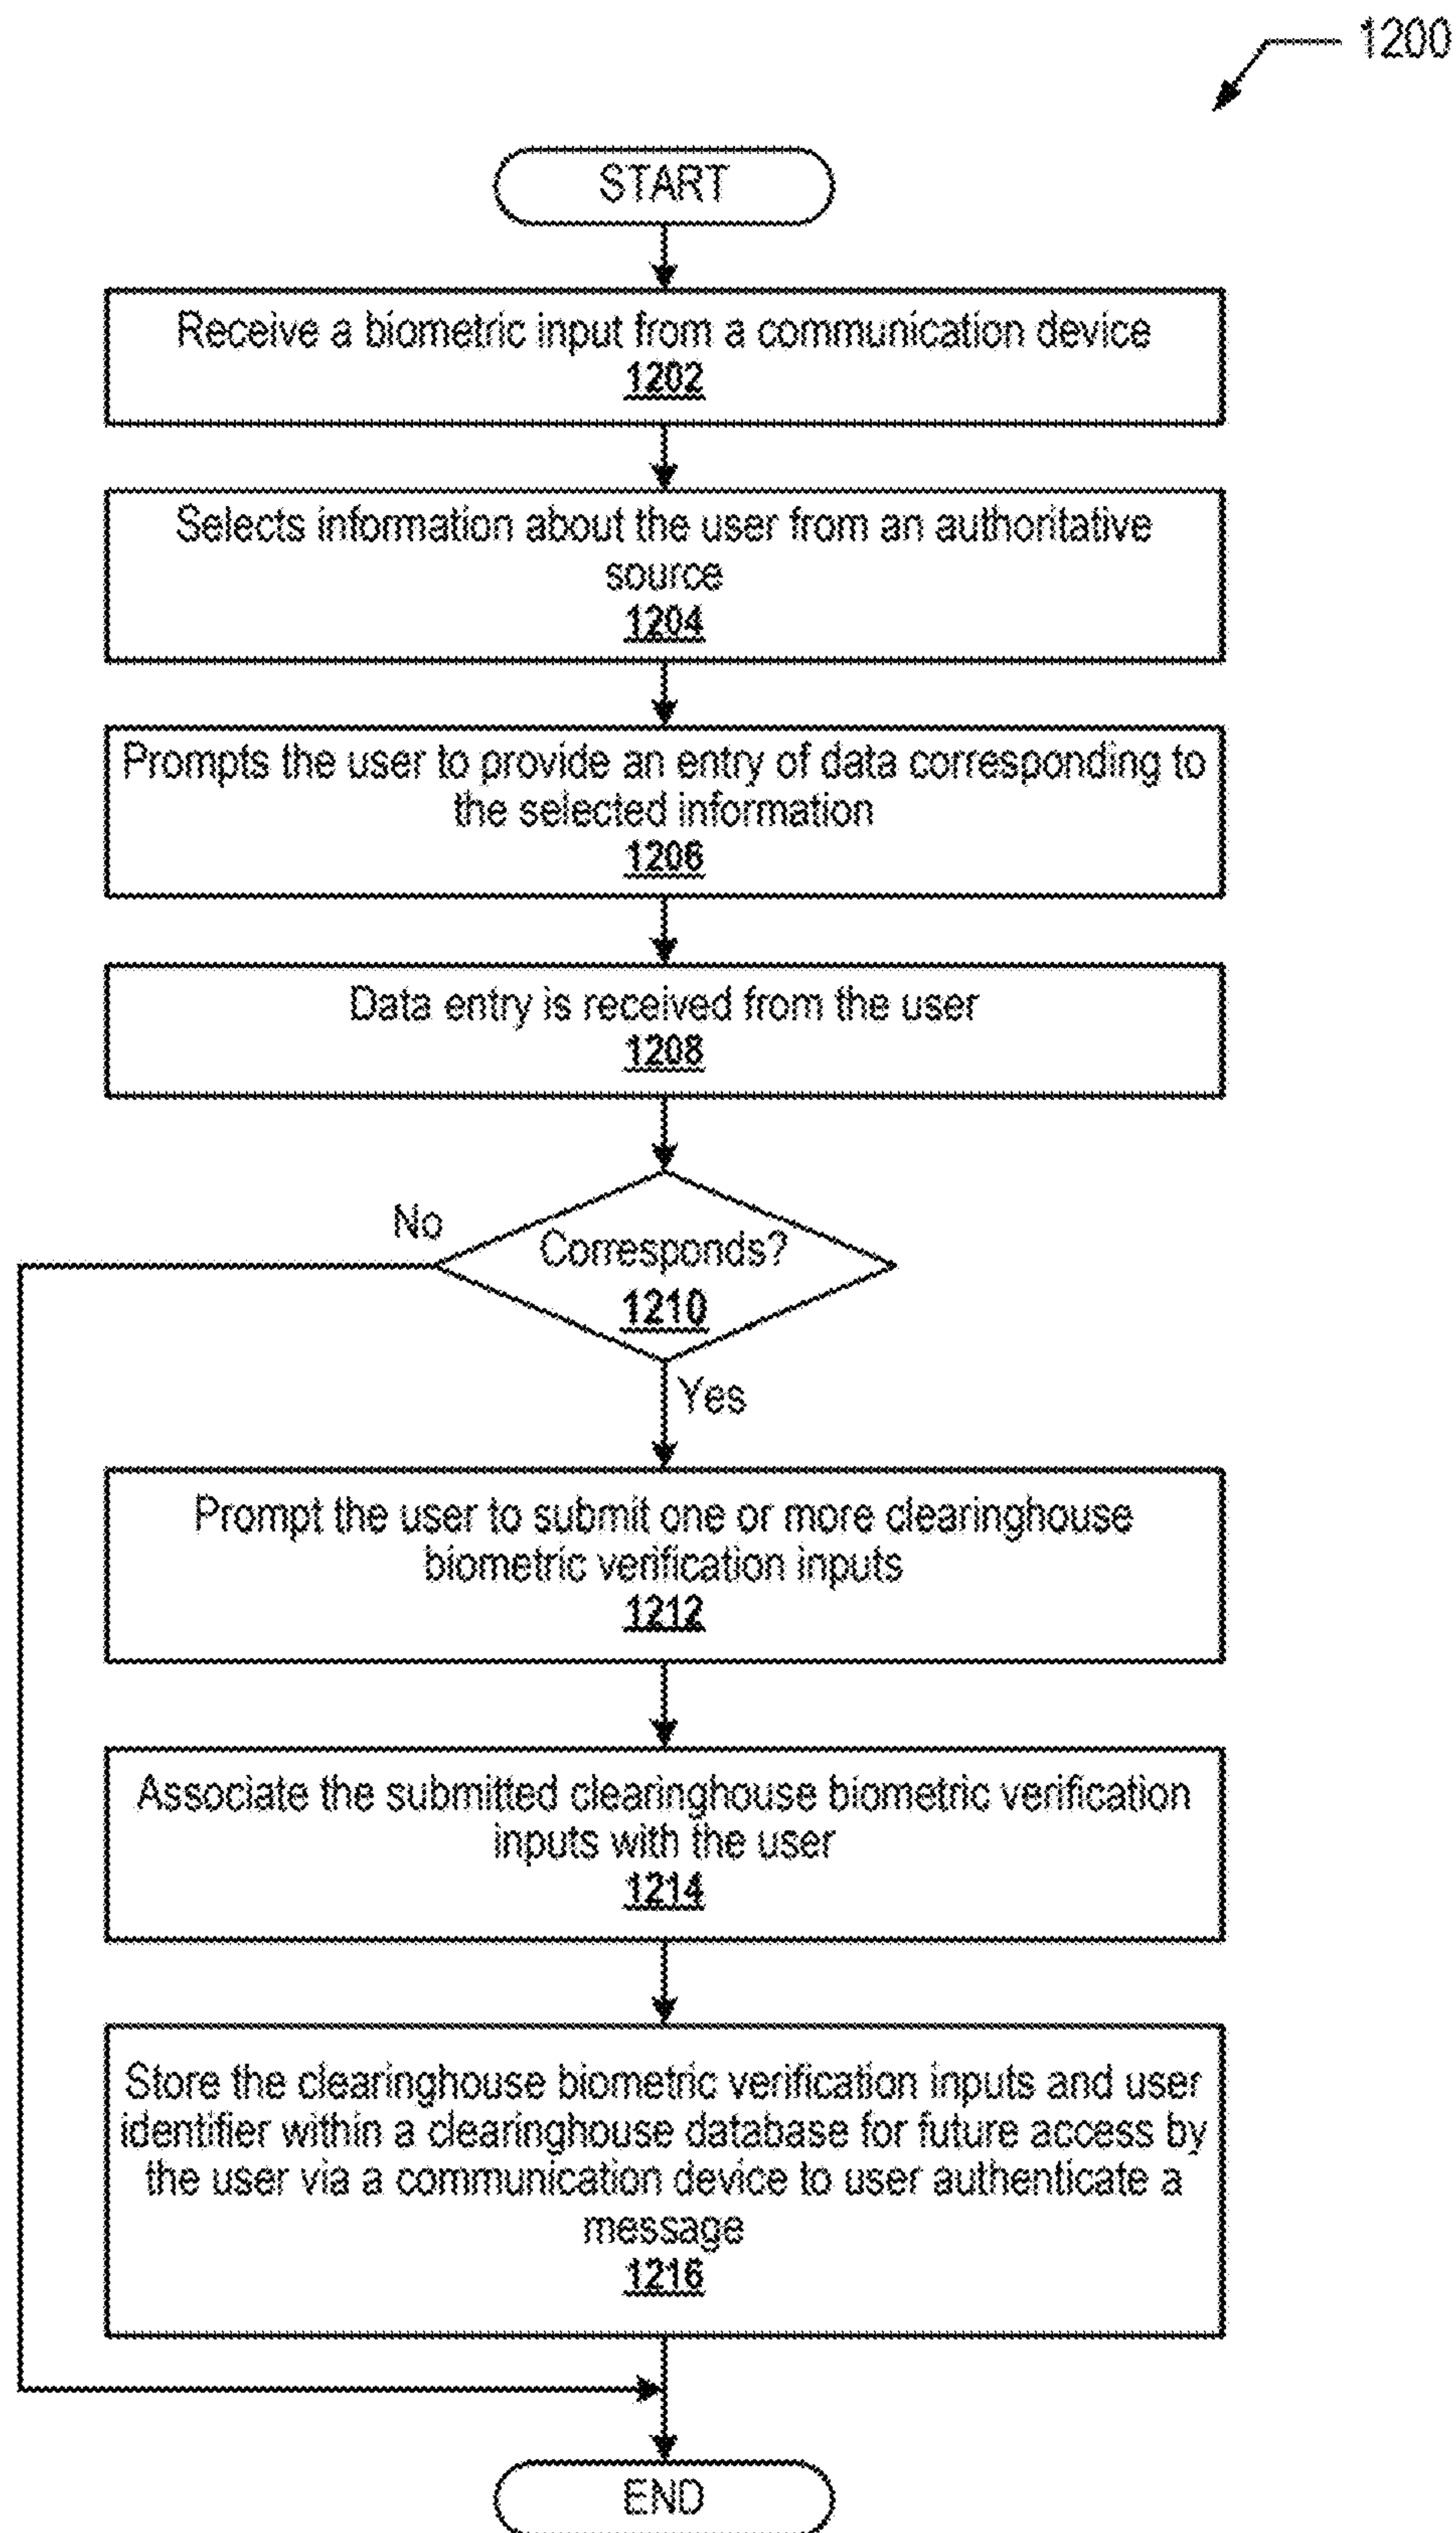 1200
START
Receive a biometric input from a communication device
1202
Selects information about the user from an authoritative
source
1204
Prompts the user to provide an entry of data corresponding to
the selected information
1206
Data entry is received from the user
1208
No
Corresponds?
1210
Yes
Prompt the user to submit one or more clearinghouse
biometric verification inputs
1212
Associate the submitted clearinghouse biometric verification
inputs with the user
1214
Store the clearinghouse biometric verification inputs and user
identifier within a clearinghouse database for future access by
the user via a communication device to user authenticate a
message
1216
END